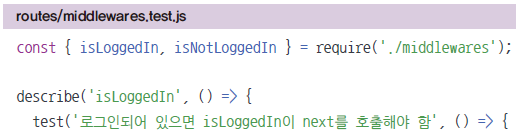 routes/middlewares.test.js
const { isLoggedIn, isNotLoggedIn } = require('./middlewares');
describe('isLoggedIn', () => {
test('로그인되어 있으면 isLoggedIn이 next를 호출해야 함', () => {